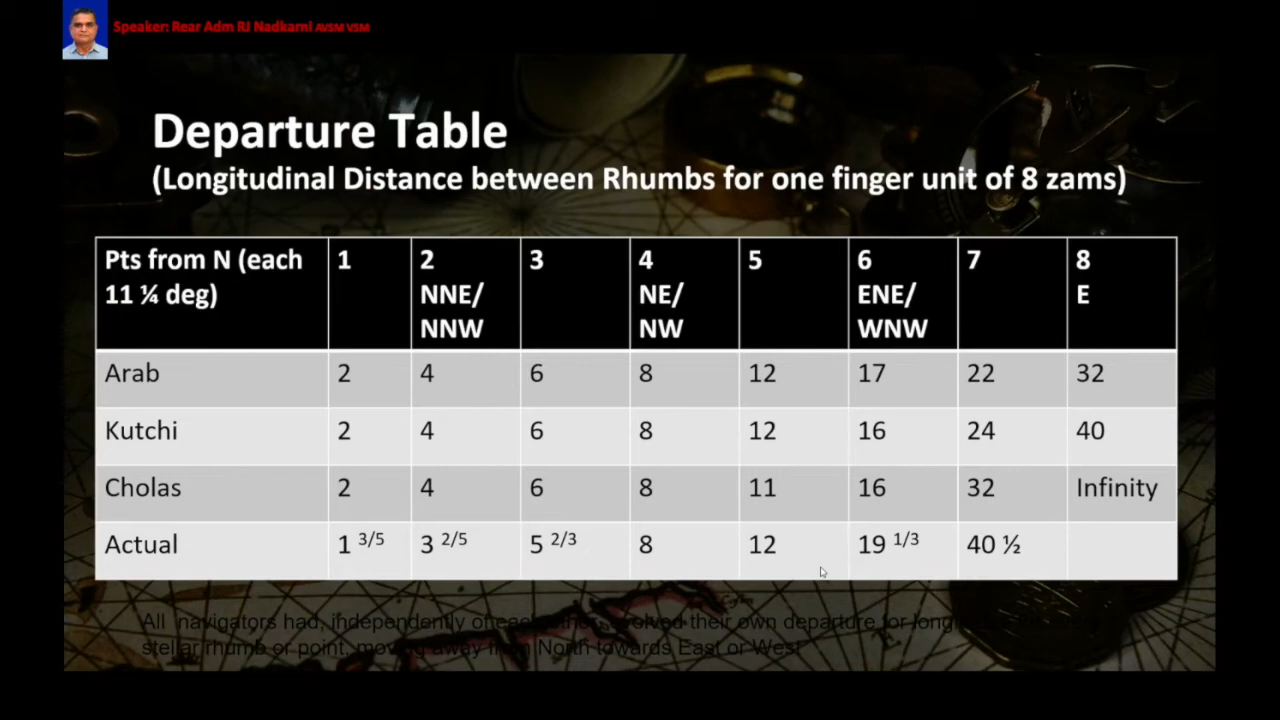 Speaker: Rear Adm RJ Nadkarni AVSM VSM
Departure Table
(Longitudinal Distance between Rhumbs for one finger unit of 8 zams)
Pts from N (each 11 ¼ deg) 1 2 NNE/ NNW 3 4 NE/ NW 5 6 ENE/ WNW 7 8 E
Arab 2 4 6 8 12 17 22 32
Kutchi 2 4 6 8 12 16 24 40
Cholas 2 4 6 8 11 16 32 Infinity
Actual 1 3/5 3 2/5 5 2/3 8 12 19 1/3 40 ½
All navigators had, independently of each other evolved their own departure for
stellar rhumb or point, moving away from North towards East or West